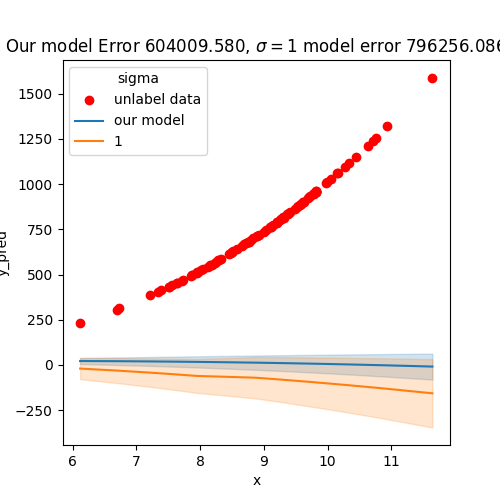 Our model Error 604009.580, σ = 1 model error 796256.086
sigma
unlabel data
our model
1
1500
1250
1000
750
500
250
0
−250
y_pred
6 7 8 9 10 11
x